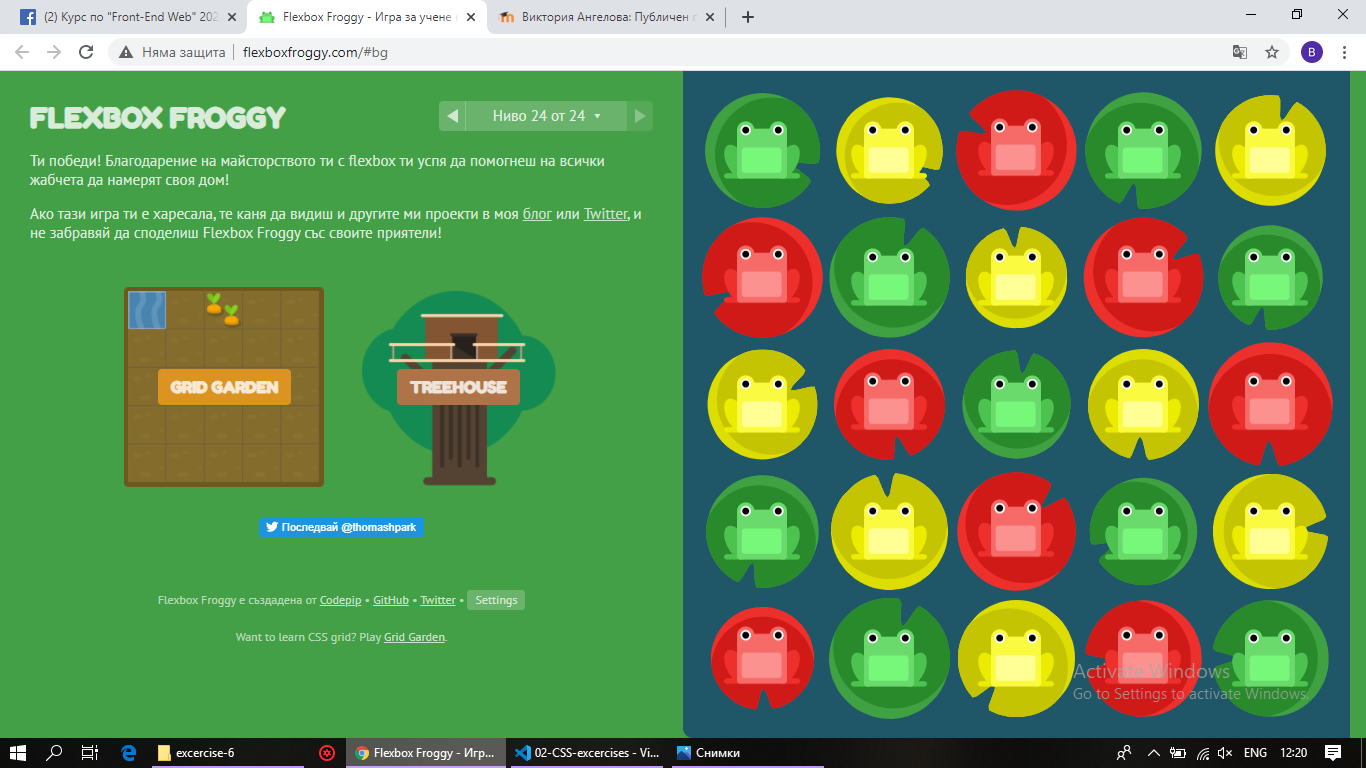 (2) Курс по "Front-End Web" 202
Flexbox Froggy - Игра за учене
Виктория Ангелова: Публичен
Няма защита
flexboxfroggy.com/#bg
B
FLEXBOX FROGGY
Ниво 24 от 24
Ти победи! Благодарение на майсторството ти с flexbox ти успя да помогнеш на всички
жабчета да намерят своя дом!
Ако тази игра ти е харесала, те каня да видиш и другите ми проекти в моя блог или Twitter, и
не забравяй да споделиш Flexbox Froggy със своите приятели!
GRID GARDEN
TREEHOUSE
Последвай @thomashpark
Flexbox Froggy е създадена от Codepip • GitHub • Twitter • Settings
Want to learn CSS grid? Play Grid Garden.
Activate Windows
Go to Settings to activate Windows.
excercise-6
Flexbox Froggy - Игр...
02-CSS-excercises - Vi...
Снимки
ENG
12:20